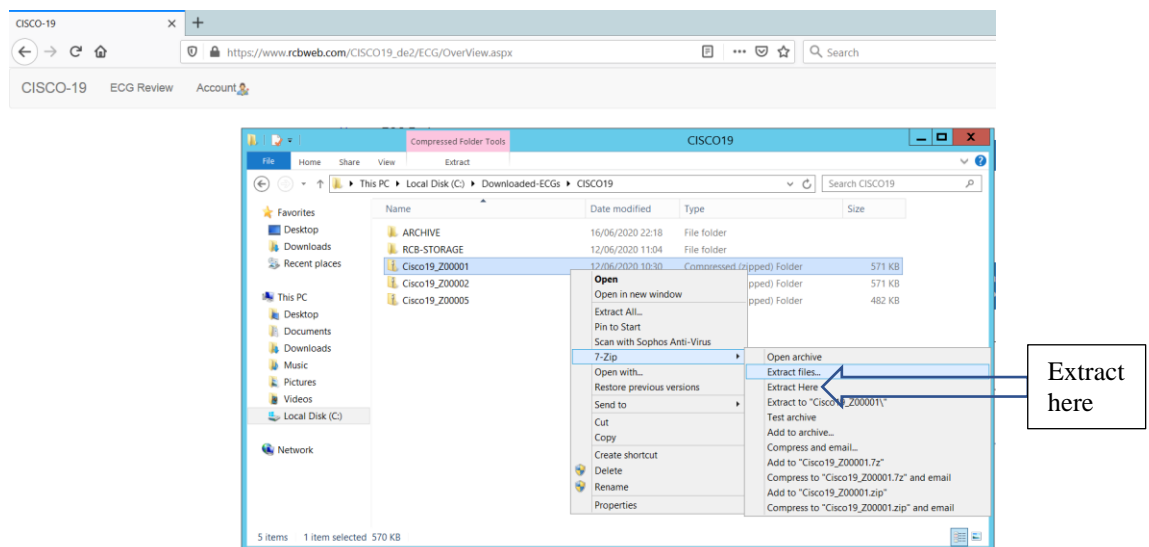 CISCO-19
https://www.rcbweb.com/CISCO19_de2/ECG/OverView.aspx
Search
CISCO-19 ECG Review Account
Compressed Folder Tools
CISCO19
File Home Share View Extract
This PC Local Disk (C:) Downloaded-ECGs CISCO19
Search CISCO19
Name Date modified Type Size
Favorites
Desktop
Downloads
Recent places
This PC
Desktop
Documents
Downloads
Music
Pictures
Videos
Local Disk (C:)
Network
ARCHIVE 16/06/2020 22:18 File folder
RCB-STORAGE 12/06/2020 11:04 File folder
Cisco19_Z00001 12/06/2020 10:30 Compressed (zipped) Folder 571 KB
Cisco19_Z00002 pped) Folder 571 KB
Cisco19_Z00005 pped) Folder 482 KB
Open
Open in new window
Extract All...
Pin to Start
Scan with Sophos Anti-Virus
7-Zip
Open with...
Restore previous versions
Send to
Cut
Copy
Create shortcut
Delete
Rename
Properties
Open archive
Extract files...
Extract Here
Extract to "Cisco19_Z00001\"
Test archive
Add to archive...
Compress and email...
Add to "Cisco19_Z00001.7z"
Compress to "Cisco19_Z00001.7z" and email
Add to "Cisco19_Z00001.zip"
Compress to "Cisco19_Z00001.zip" and email
Extract
here
5 items 1 item selected 570 KB